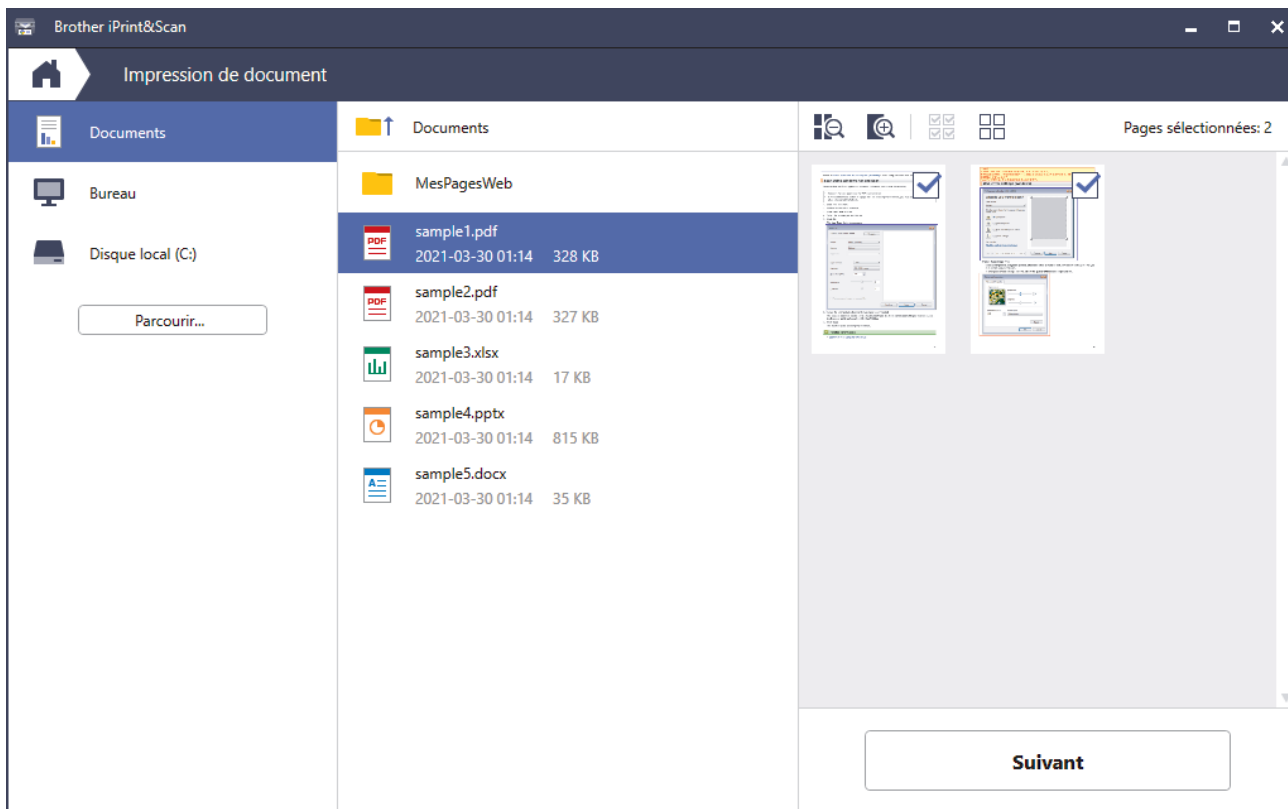 Brother iPrint&Scan
Impression de document
Documents
Bureau
Disque local (C:)
Parcourir...
Documents
MesPagesWeb
PDF
sample1.pdf
2021-03-30 01:14 328 KB
PDF
sample2.pdf
2021-03-30 01:14 327 KB
sample3.xlsx
2021-03-30 01:14 17 KB
sample4.pptx
2021-03-30 01:14 815 KB
A
sample5.docx
2021-03-30 01:14 35 KB
Pages sélectionnées: 2
Suivant